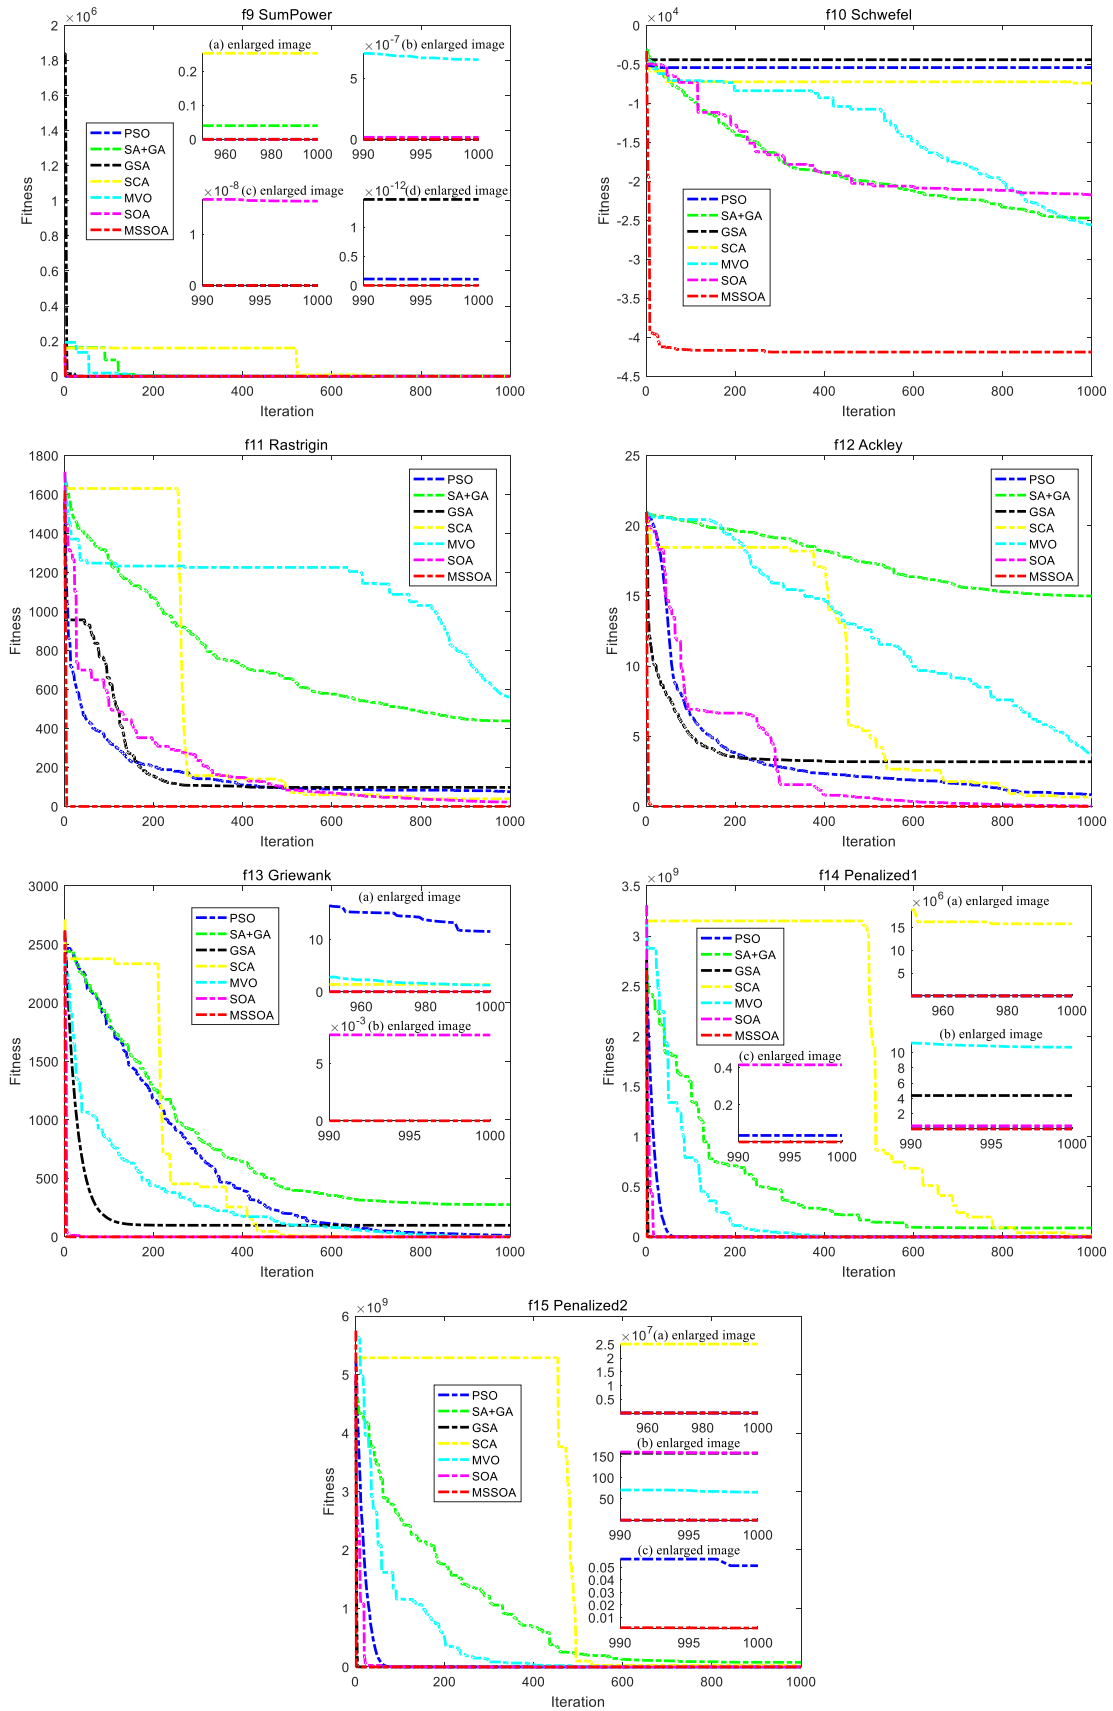 f9 SumPower
×10^6
2
1.8
1.6
1.4
1.2
1
0.8
0.6
0.4
0.2
0
Fitness
0 200 400 600 800 1000
Iteration
PSO
SA+GA
GSA
SCA
MVO
SOA
MSSOA
(a) enlarged image
0.2
0.1
0
960 980 1000
×10^-7 (b) enlarged image
5
0
990 995 1000
×10^-8 (c) enlarged image
1
0
990 995 1000
×10^-12 (d) enlarged image
1
0.5
0
990 995 1000
f10 Schwefel
×10^4
0
-0.5
-1
-1.5
-2
-2.5
-3
-3.5
-4
-4.5
Fitness
0 200 400 600 800 1000
Iteration
PSO
SA+GA
GSA
SCA
MVO
SOA
MSSOA
f11 Rastrigin
1800
1600
1400
1200
1000
800
600
400
200
0
Fitness
0 200 400 600 800 1000
Iteration
PSO
SA+GA
GSA
SCA
MVO
SOA
MSSOA
f12 Ackley
25
20
15
10
5
0
Fitness
0 200 400 600 800 1000
Iteration
PSO
SA+GA
GSA
SCA
MVO
SOA
MSSOA
f13 Griewank
3000
2500
2000
1500
1000
500
0
Fitness
0 200 400 600 800 1000
Iteration
PSO
SA+GA
GSA
SCA
MVO
SOA
MSSOA
(a) enlarged image
10
0
960 980 1000
×10^-3 (b) enlarged image
5
0
990 995 1000
f14 Penalized1
×10^9
3.5
3
2.5
2
1.5
1
0.5
0
Fitness
0 200 400 600 800 1000
Iteration
PSO
SA+GA
GSA
SCA
MVO
SOA
MSSOA
×10^6 (a) enlarged image
15
10
5
960 980 1000
(b) enlarged image
10
8
6
4
2
990 995 1000
(c) enlarged image
0.4
0.2
990 995 1000
f15 Penalized2
×10^9
6
5
4
3
2
1
0
Fitness
0 200 400 600 800 1000
Iteration
PSO
SA+GA
GSA
SCA
MVO
SOA
MSSOA
×10^7 (a) enlarged image
2.5
2
1.5
1
0.5
960 980 1000
(b) enlarged image
150
100
50
990 995 1000
(c) enlarged image
0.05
0.04
0.03
0.02
0.01
990 995 1000